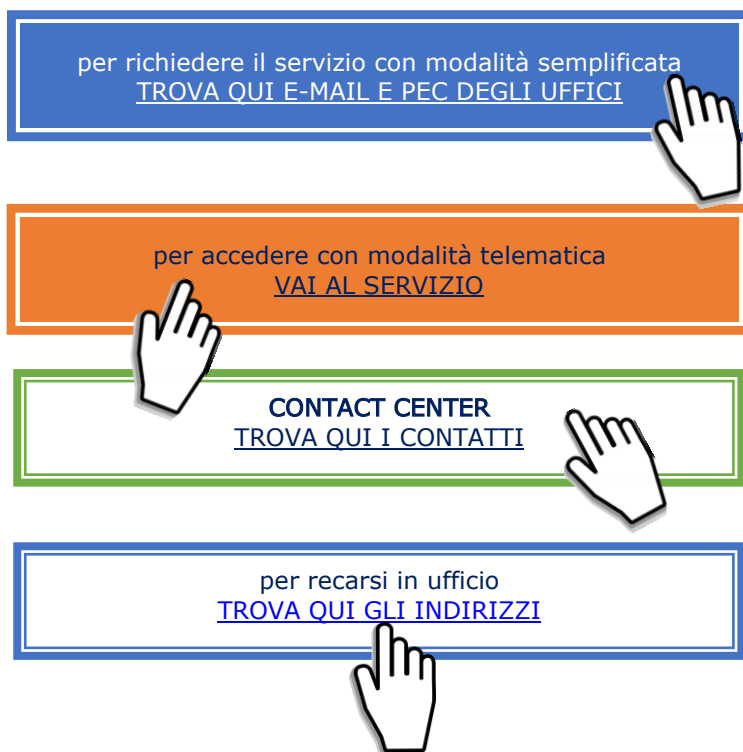 per richiedere il servizio con modalità semplificata
TROVA QUI E-MAIL E PEC DEGLI UFFICI
per accedere con modalità telematica
VAI AL SERVIZIO
CONTACT CENTER
TROVA QUI I CONTATTI
per recarsi in ufficio
TROVA QUI GLI INDIRIZZI